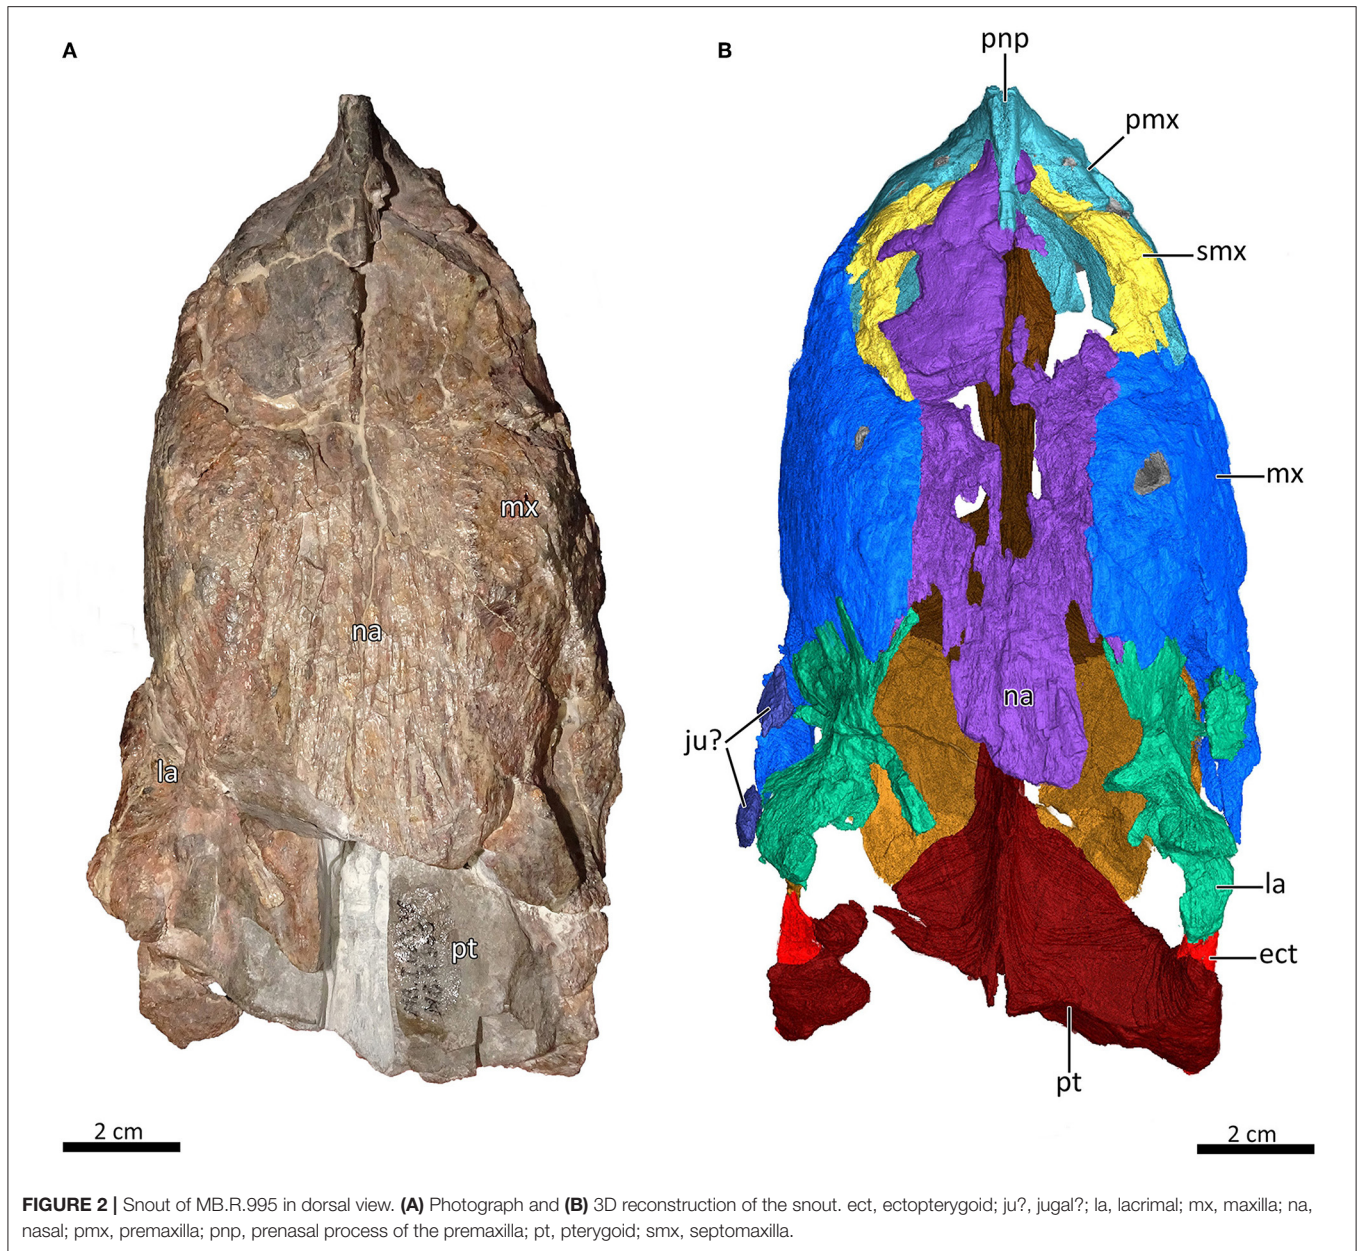 A
B
pnp
pmx
smx
mx
mx
na
na
ju?
la
la
pt
ect
pt
2 cm
2 cm
FIGURE 2 | Snout of MB.R.995 in dorsal view. (A) Photograph and (B) 3D reconstruction of the snout. ect, ectopterygoid; ju?, jugal?; la, lacrimal; mx, maxilla; na,
nasal; pmx, premaxilla; pnp, prenasal process of the premaxilla; pt, pterygoid; smx, septomaxilla.